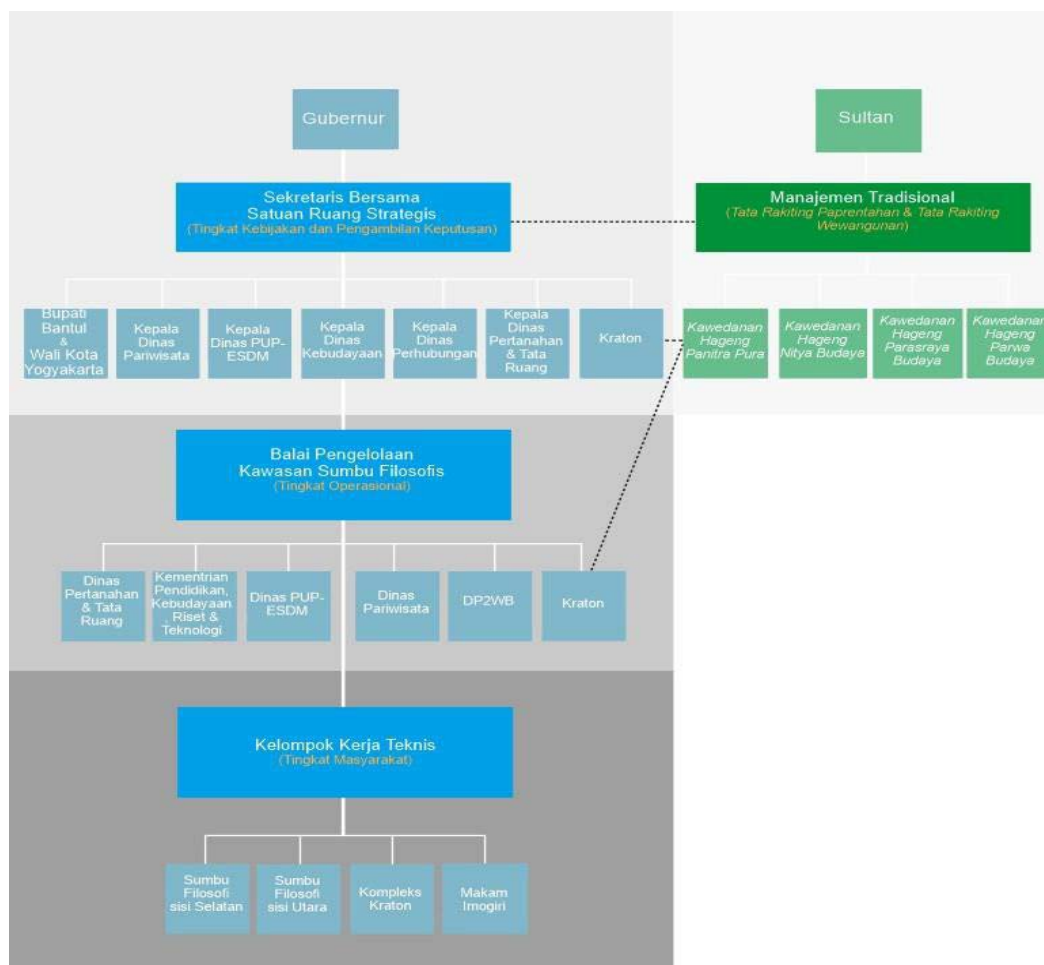 Gubernur
Sultan
Sekretaris Bersama
Satuan Ruang Strategis
(Tingkat Kebijakan dan Pengambilan Keputusan)
Manajemen Tradisional
(Tata Rakiting Paprentahan & Tata Rakiting
Wewangunan)
Bupati
Bantul
&
Wali Kota
Yogyakarta
Kepala
Dinas
Pariwisata
Kepala
Dinas PUP-
ESDM
Kepala
Dinas
Kebudayaan
Kepala
Dinas
Perhubungan
Kepala
Dinas
Pertanahan
& Tata
Ruang
Kraton
Kawedanan
Hageng
Panitra Pura
Kawedanan
Hageng
Nitya Budaya
Kawedanan
Hageng
Parasraya
Budaya
Kawedanan
Hageng
Parwa
Budaya
Balai Pengelolaan
Kawasan Sumbu Filosofis
(Tingkat Operasional)
Dinas
Pertanahan
& Tata
Ruang
Kementrian
Pendidikan,
Kebudayaan
, Riset &
Teknologi
Dinas PUP-
ESDM
Dinas
Pariwisata
DP2WB
Kraton
Kelompok Kerja Teknis
(Tingkat Masyarakat)
Sumbu
Filosofi
sisi Selatan
Sumbu
Filosofi
sisi Utara
Kompleks
Kraton
Makam
Imogiri